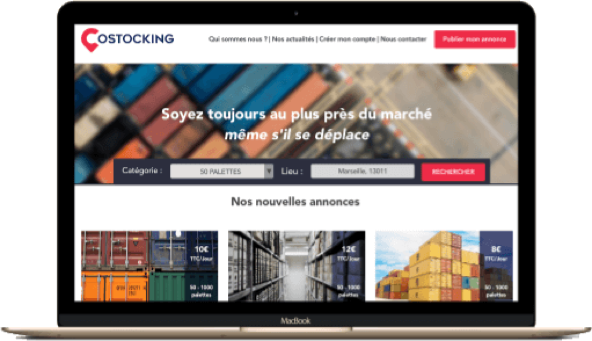 COSTOCKING
Qui sommes nous ? | Nos actualités | Créer mon compte | Nous contacter
Publier mon annonce
Soyez toujours au plus près du marché
même s'il se déplace
Catégorie :
50 PALETTES
Lieu :
Marseille, 13011
RECHERCHER
Nos nouvelles annonces
10€
TTC/Jour
50 - 1000
palettes
12€
TTC/Jour
50 - 1000
palettes
8€
TTC/Jour
50 - 1000
palettes
MacBook